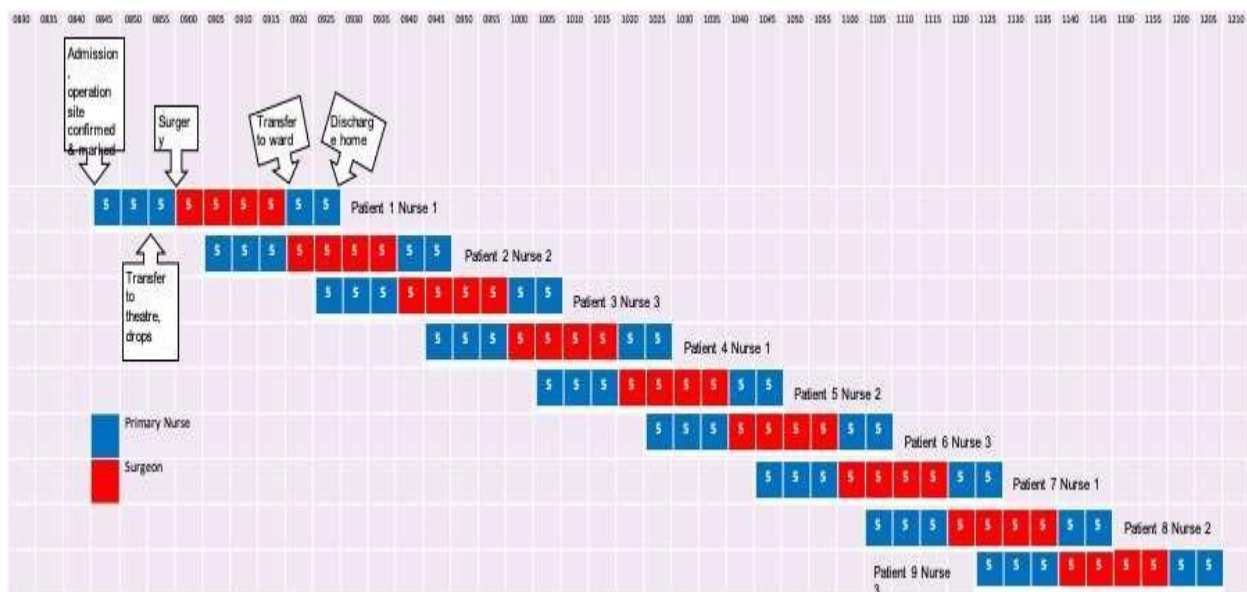 0830 0835 0840 0845 0850 0855 0900 0905 0910 0915 0920 0925 0930 0935 0940 0945 0950 0955 1000 1005 1010 1015 1020 1025 1030 1035 1040 1045 1050 1055 1100 1105 1110 1115 1120 1125 1130 1135 1140 1145 1150 1155 1200 1205 1210
Admission
,
operation
site
confirmed
& marked
Surger
y
Transfer
to ward
Discharg
e home
5 5 5 5 5 5 5 5 5 Patient 1 Nurse 1
5 5 5 5 5 5 5 5 5 Patient 2 Nurse 2
Transfer
to
theatre,
drops
5 5 5 5 5 5 5 5 5 Patient 3 Nurse 3
5 5 5 5 5 5 5 5 5 Patient 4 Nurse 1
5 5 5 5 5 5 5 5 5 Patient 5 Nurse 2
Primary Nurse
Surgeon
5 5 5 5 5 5 5 5 5 Patient 6 Nurse 3
5 5 5 5 5 5 5 5 5 Patient 7 Nurse 1
5 5 5 5 5 5 5 5 5 Patient 8 Nurse 2
Patient 9 Nurse
3
5 5 5 5 5 5 5 5 5